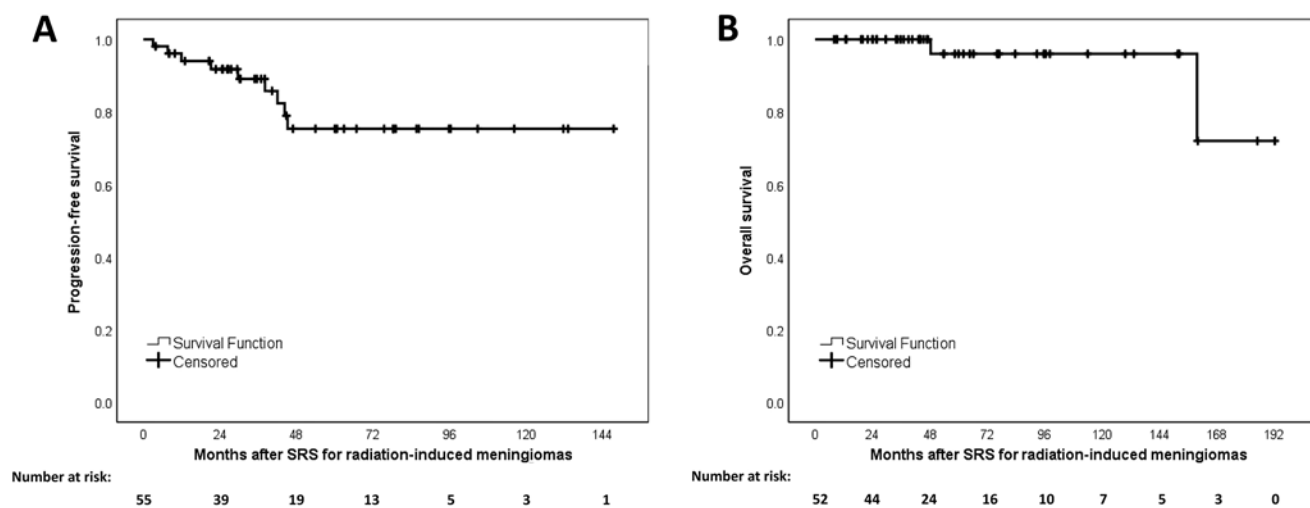 A
Progression-free survival
1.0
0.8
0.6
0.4
0.2
0.0
Survival Function
Censored
0 24 48 72 96 120 144
Months after SRS for radiation-induced meningiomas
Number at risk:
55 39 19 13 5 3 1
B
Overall survival
1.0
0.8
0.6
0.4
0.2
0.0
Survival Function
Censored
0 24 48 72 96 120 144 168 192
Months after SRS for radiation-induced meningiomas
Number at risk:
52 44 24 16 10 7 5 3 0